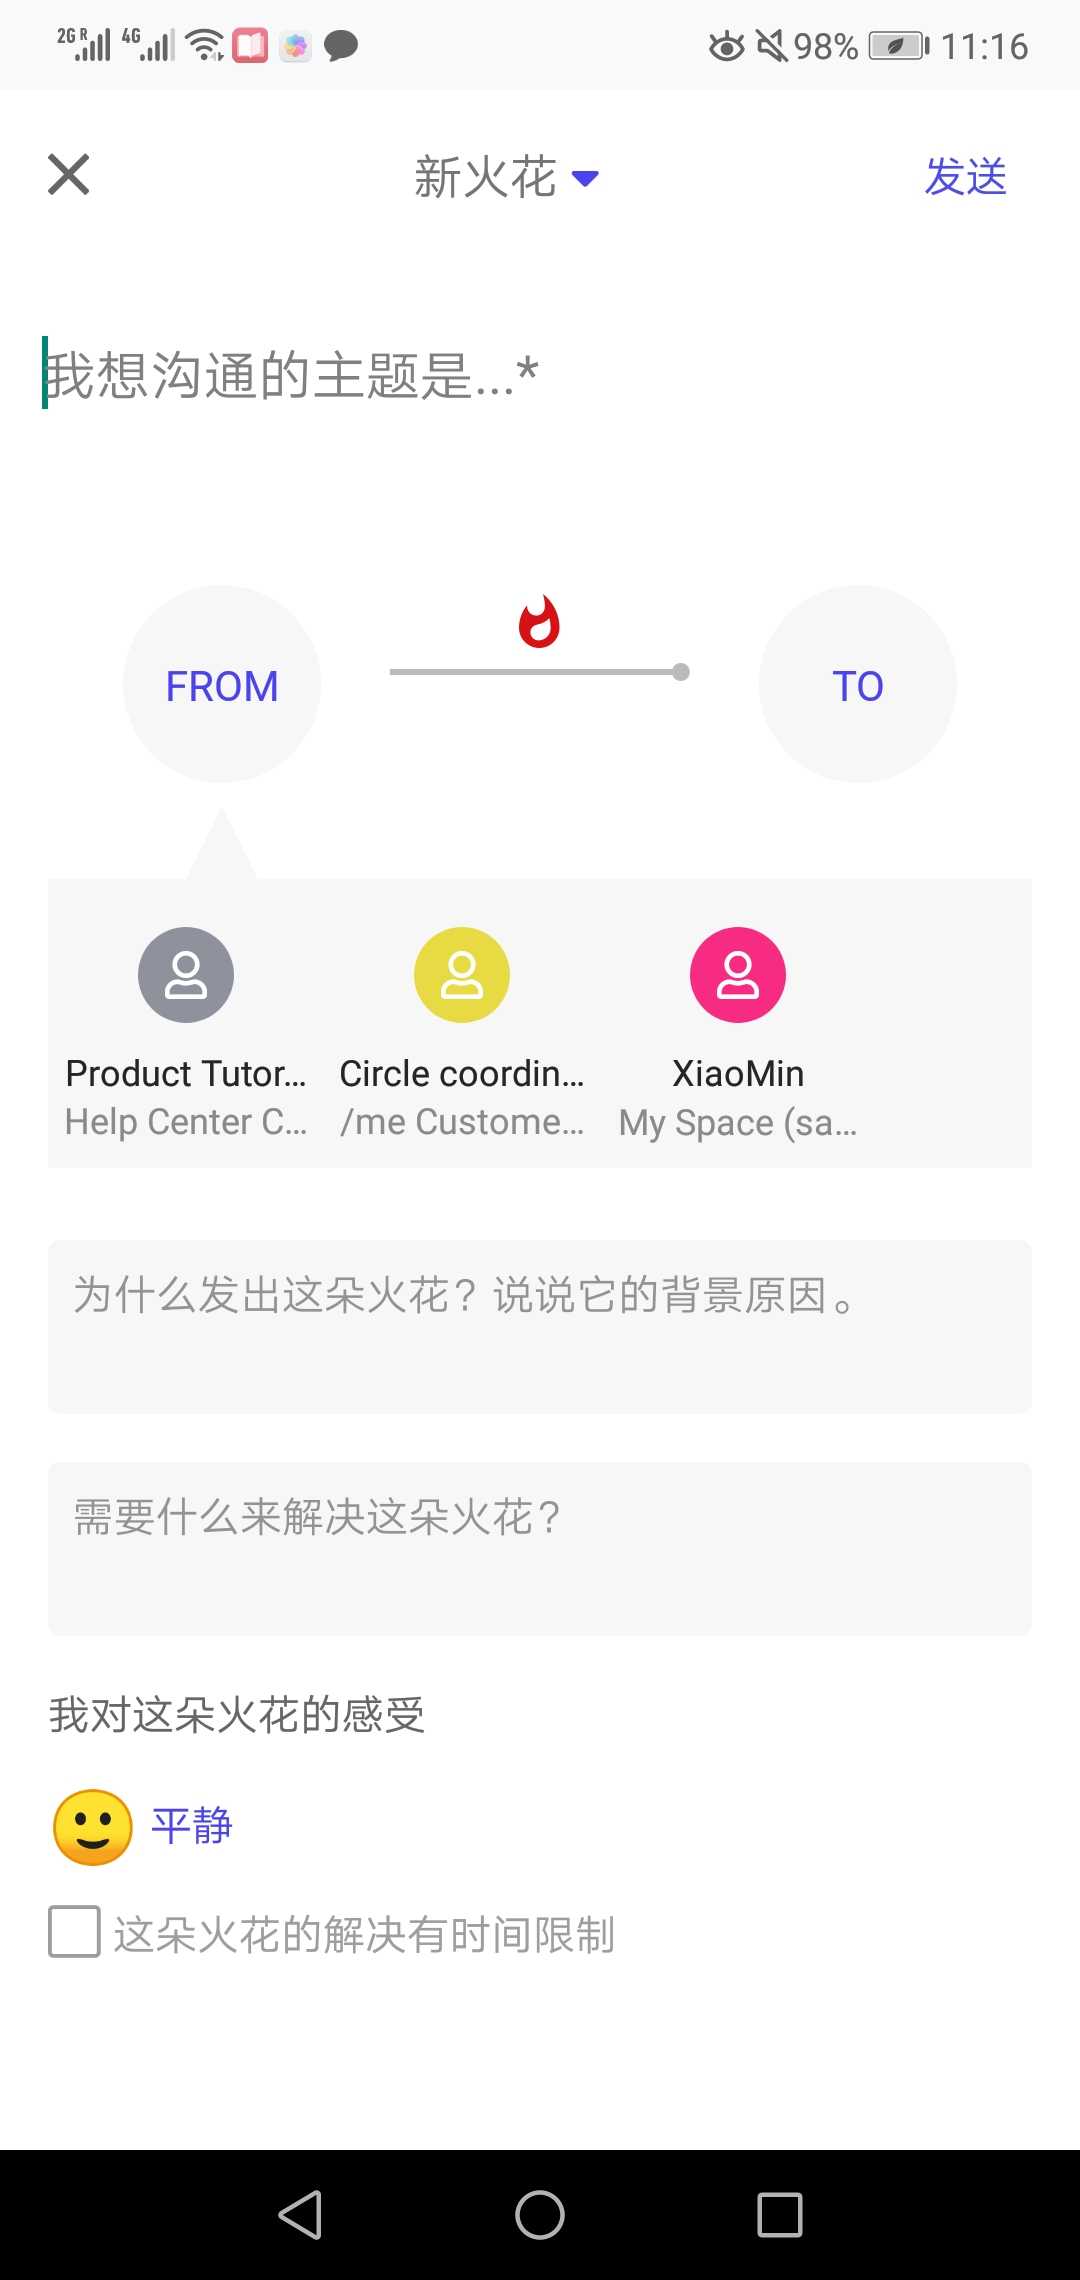 2G R 4G 98% 11:16
新火花 发送
我想沟通的主题是...*
FROM TO
Product Tutor... Circle coordin... XiaoMin
Help Center C... /me Custome... My Space (sa...
为什么发出这朵火花？说说它的背景原因。
需要什么来解决这朵火花？
我对这朵火花的感受
平静
这朵火花的解决有时间限制